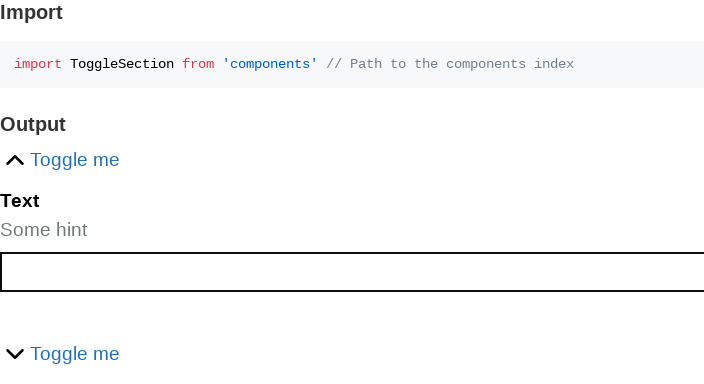 Import
import ToggleSection from 'components' // Path to the components index
Output
Toggle me
Text
Some hint
Toggle me